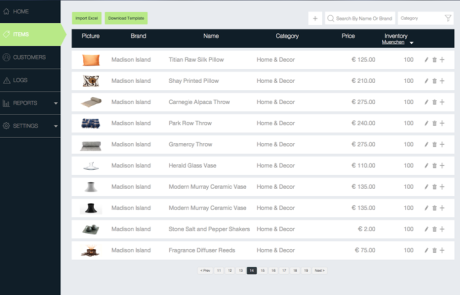 HOME
ITEMS
CUSTOMERS
LOGS
REPORTS
SETTINGS
Import Excel Download Template + Search By Name Or Brand Category
Picture Brand Name Category Price Inventory
Muenchen
Madison Island Titian Raw Silk Pillow Home & Decor € 125.00 100
Madison Island Shay Printed Pillow Home & Decor € 210.00 100
Madison Island Carnegie Alpaca Throw Home & Decor € 275.00 100
Madison Island Park Row Throw Home & Decor € 240.00 100
Madison Island Gramercy Throw Home & Decor € 275.00 100
Madison Island Herald Glass Vase Home & Decor € 110.00 100
Madison Island Modern Murray Ceramic Vase Home & Decor € 135.00 100
Madison Island Modern Murray Ceramic Vase Home & Decor € 135.00 100
Madison Island Stone Salt and Pepper Shakers Home & Decor € 2.00 100
Madison Island Fragrance Diffuser Reeds Home & Decor € 75.00 100
< Prev 11 12 13 14 15 16 17 18 19 Next >